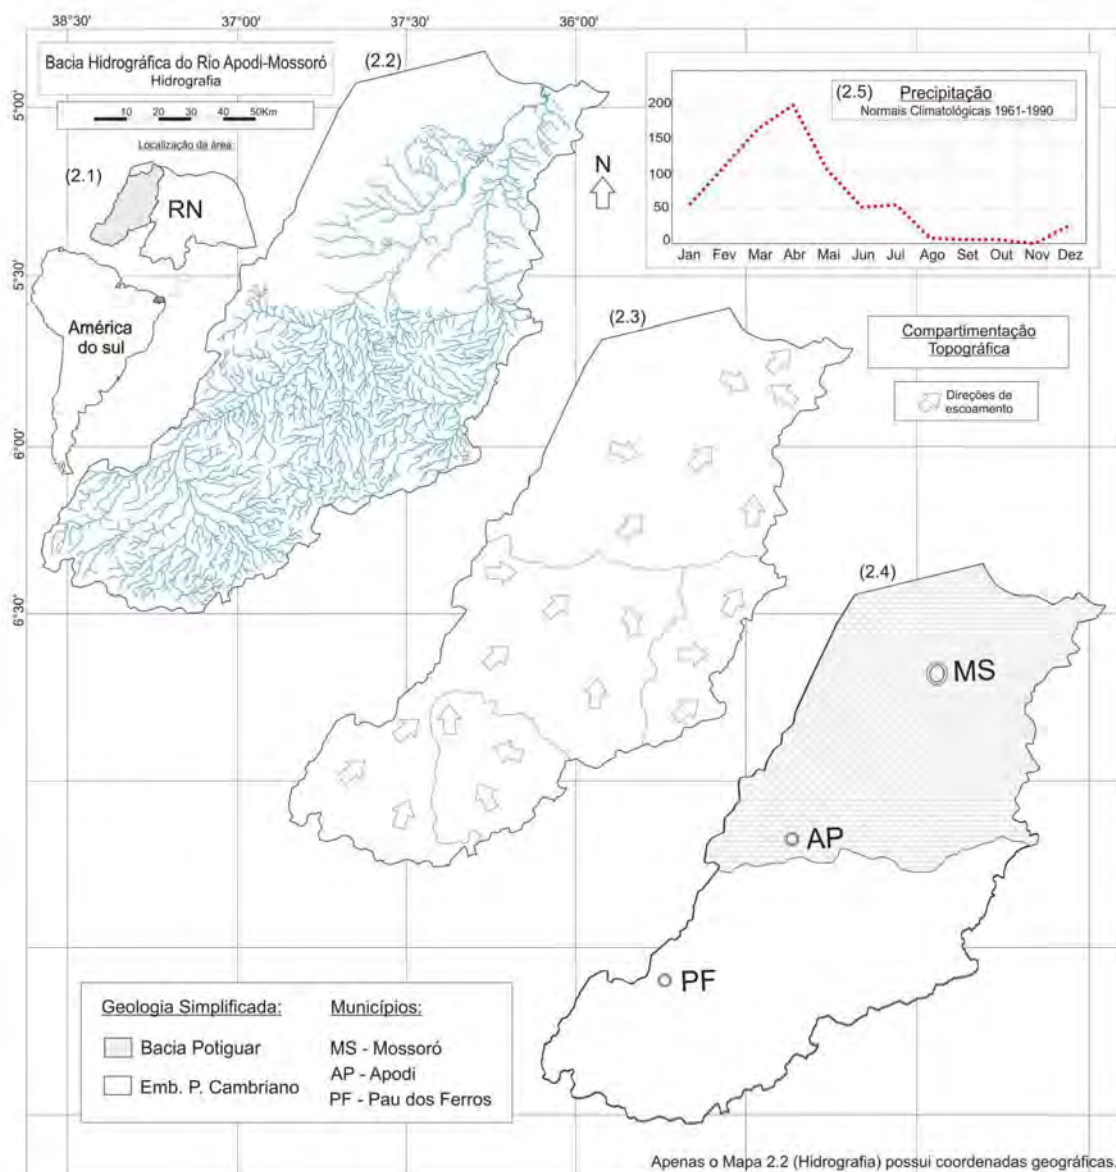 38°30'
37°00'
37°30'
36°00'
Bacia Hidrográfica do Rio Apodi-Mossoró
Hidrografia
10 20 30 40 50Km
Localização da área:
(2.1)
RN
América
do sul
(2.2)
5°00'
5°30'
6°00'
6°30'
N
(2.5) Precipitação
Normais Climatológicas 1961-1990
200
150
100
50
0
Jan Fev Mar Abr Mai Jun Jul Ago Set Out Nov Dez
(2.3)
Compartimentação
Topográfica
Direções de
escoamento
(2.4)
MS
AP
PF
Geologia Simplificada:
Bacia Potiguar
Emb. P. Cambriano
Municípios:
MS - Mossoró
AP - Apodi
PF - Pau dos Ferros
Apenas o Mapa 2.2 (Hidrografia) possui coordenadas geográficas.